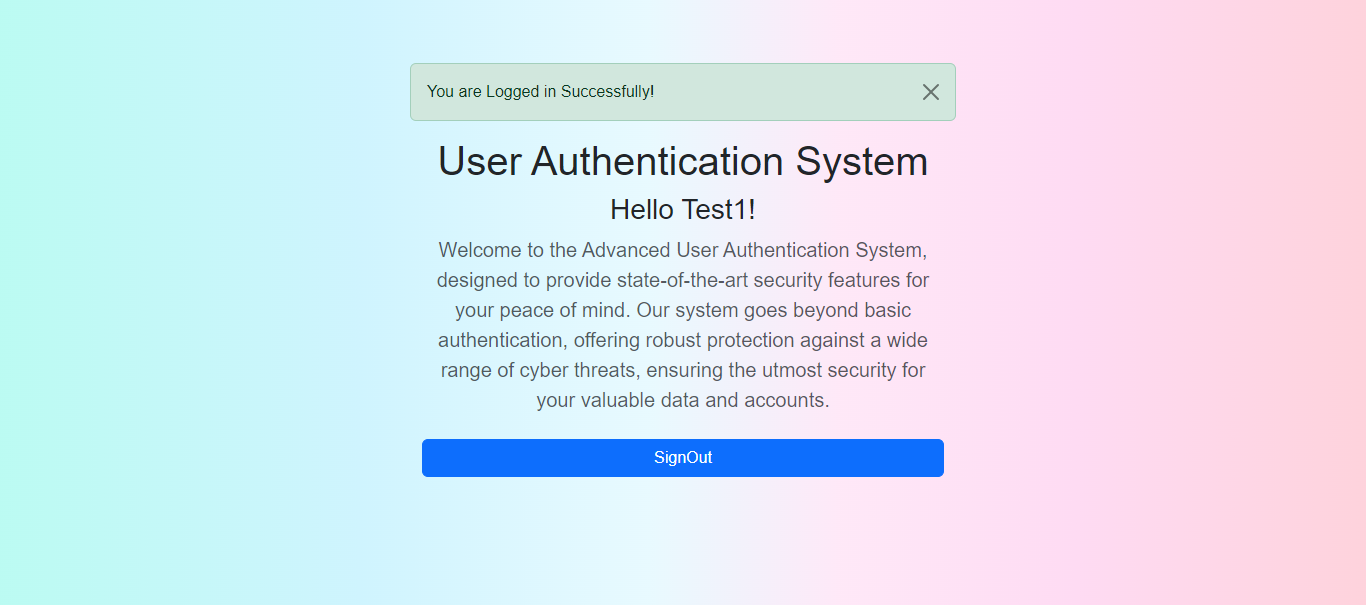 You are Logged in Successfully!
User Authentication System
Hello Test1!
Welcome to the Advanced User Authentication System,
designed to provide state-of-the-art security features for
your peace of mind. Our system goes beyond basic
authentication, offering robust protection against a wide
range of cyber threats, ensuring the utmost security for
your valuable data and accounts.
SignOut